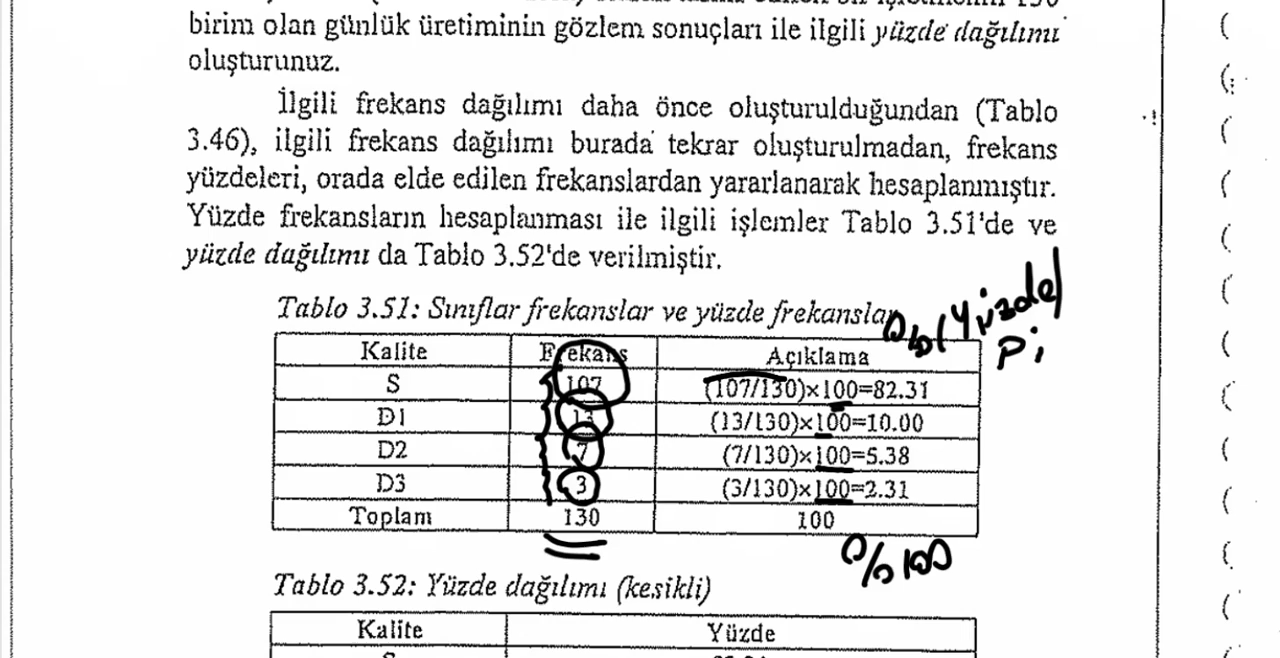 birim olan günlük üretiminin gözlem sonuçları ile ilgili yüzde dağılımı
oluşturunuz.
İlgili frekans dağılımı daha önce oluşturulduğundan (Tablo
3.46), ilgili frekans dağılımı burada tekrar oluşturulmadan, frekans
yüzdeleri, orada elde edilen frekanslardan yararlanarak hesaplanmıştır.
Yüzde frekansların hesaplanması ile ilgili işlemler Tablo 3.51'de ve
yüzde dağılımı da Tablo 3.52'de verilmiştir.
Tablo 3.51: Sınıflar frekanslar ve yüzde frekanslar
% (yüzde)
Pi
Kalite Frekans Açıklama
S 107 (107/130)×100=82.31
D1 13 (13/130)×100=10.00
D2 7 (7/130)×100=5.38
D3 3 (3/130)×100=2.31
Toplam 130 100
% 100
Tablo 3.52: Yüzde dağılımı (kesikli)
Kalite Yüzde